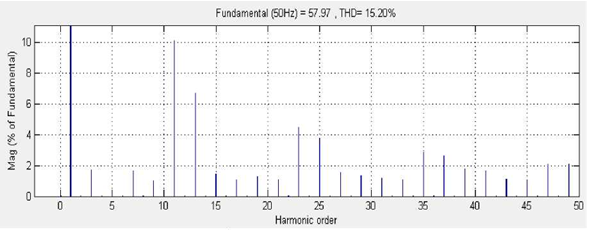 Fundamental (50Hz) = 57.97 , THD= 15.20%
Mag (% of Fundamental)
10
8
6
4
2
0
0 5 10 15 20 25 30 35 40 45 50
Harmonic order